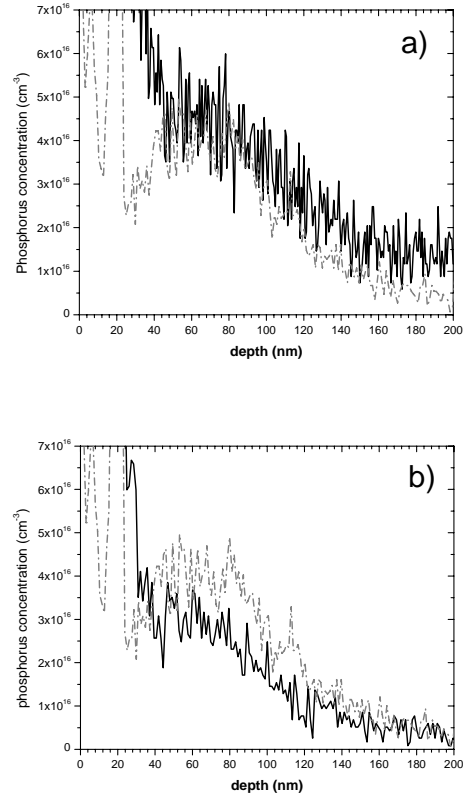 a)
Phosphorus concentration (cm⁻³)
7x10¹⁶
6x10¹⁶
5x10¹⁶
4x10¹⁶
3x10¹⁶
2x10¹⁶
1x10¹⁶
0
0 20 40 60 80 100 120 140 160 180 200
depth (nm)
b)
phosphorus concentration (cm⁻³)
7x10¹⁶
6x10¹⁶
5x10¹⁶
4x10¹⁶
3x10¹⁶
2x10¹⁶
1x10¹⁶
0
0 20 40 60 80 100 120 140 160 180 200
depth (nm)